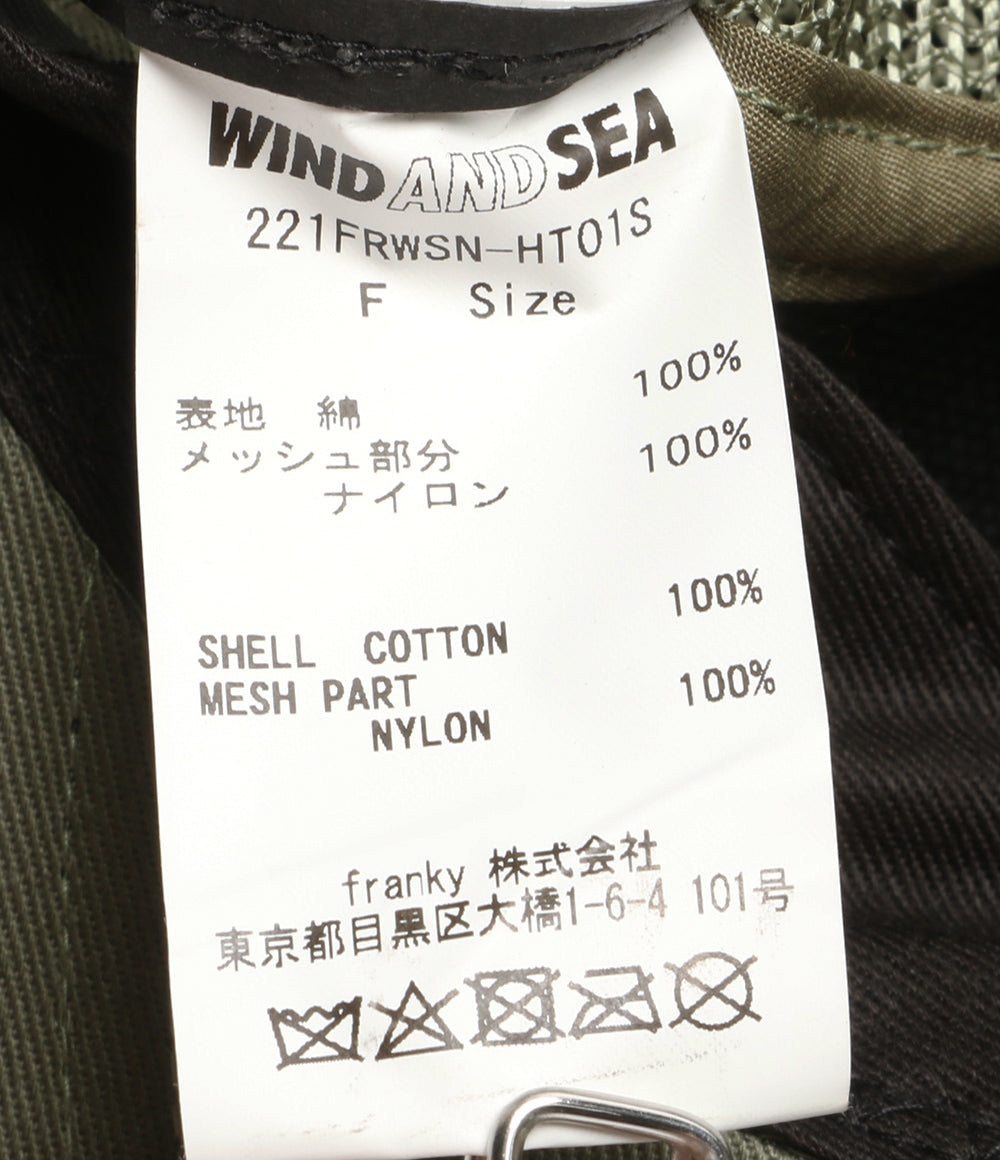 WIND AND SEA
221FRWSN-HT01S
F Size
表地 綿 100%
メッシュ部分 100%
ナイロン
SHELL COTTON 100%
MESH PART 100%
NYLON
franky 株式会社
東京都目黒区大橋1-6-4 101号